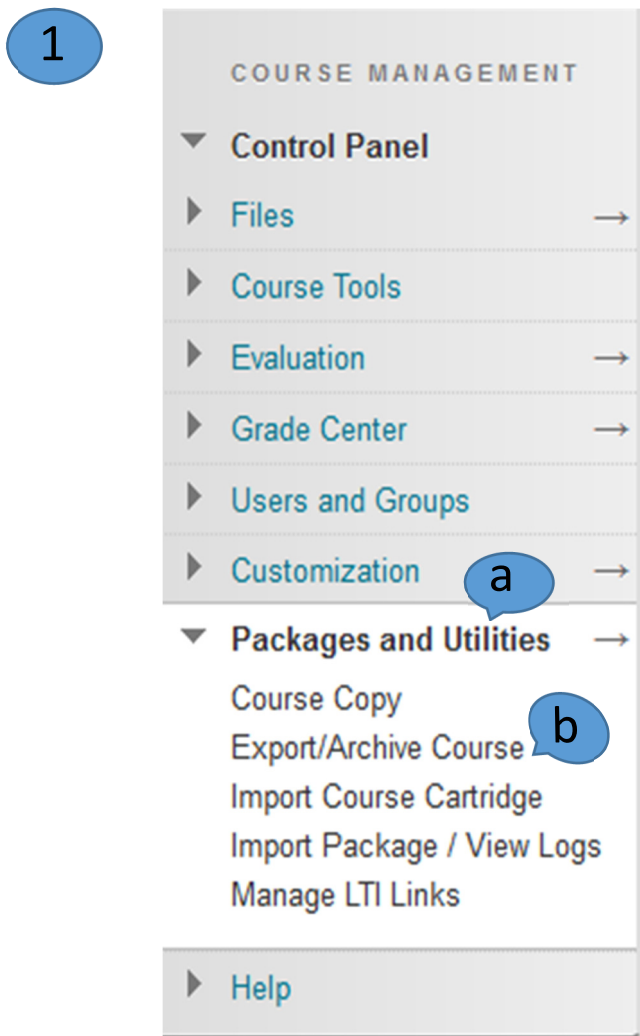 1
COURSE MANAGEMENT
Control Panel
Files
Course Tools
Evaluation
Grade Center
Users and Groups
Customization
a
Packages and Utilities
Course Copy
b
Export/Archive Course
Import Course Cartridge
Import Package / View Logs
Manage LTI Links
Help